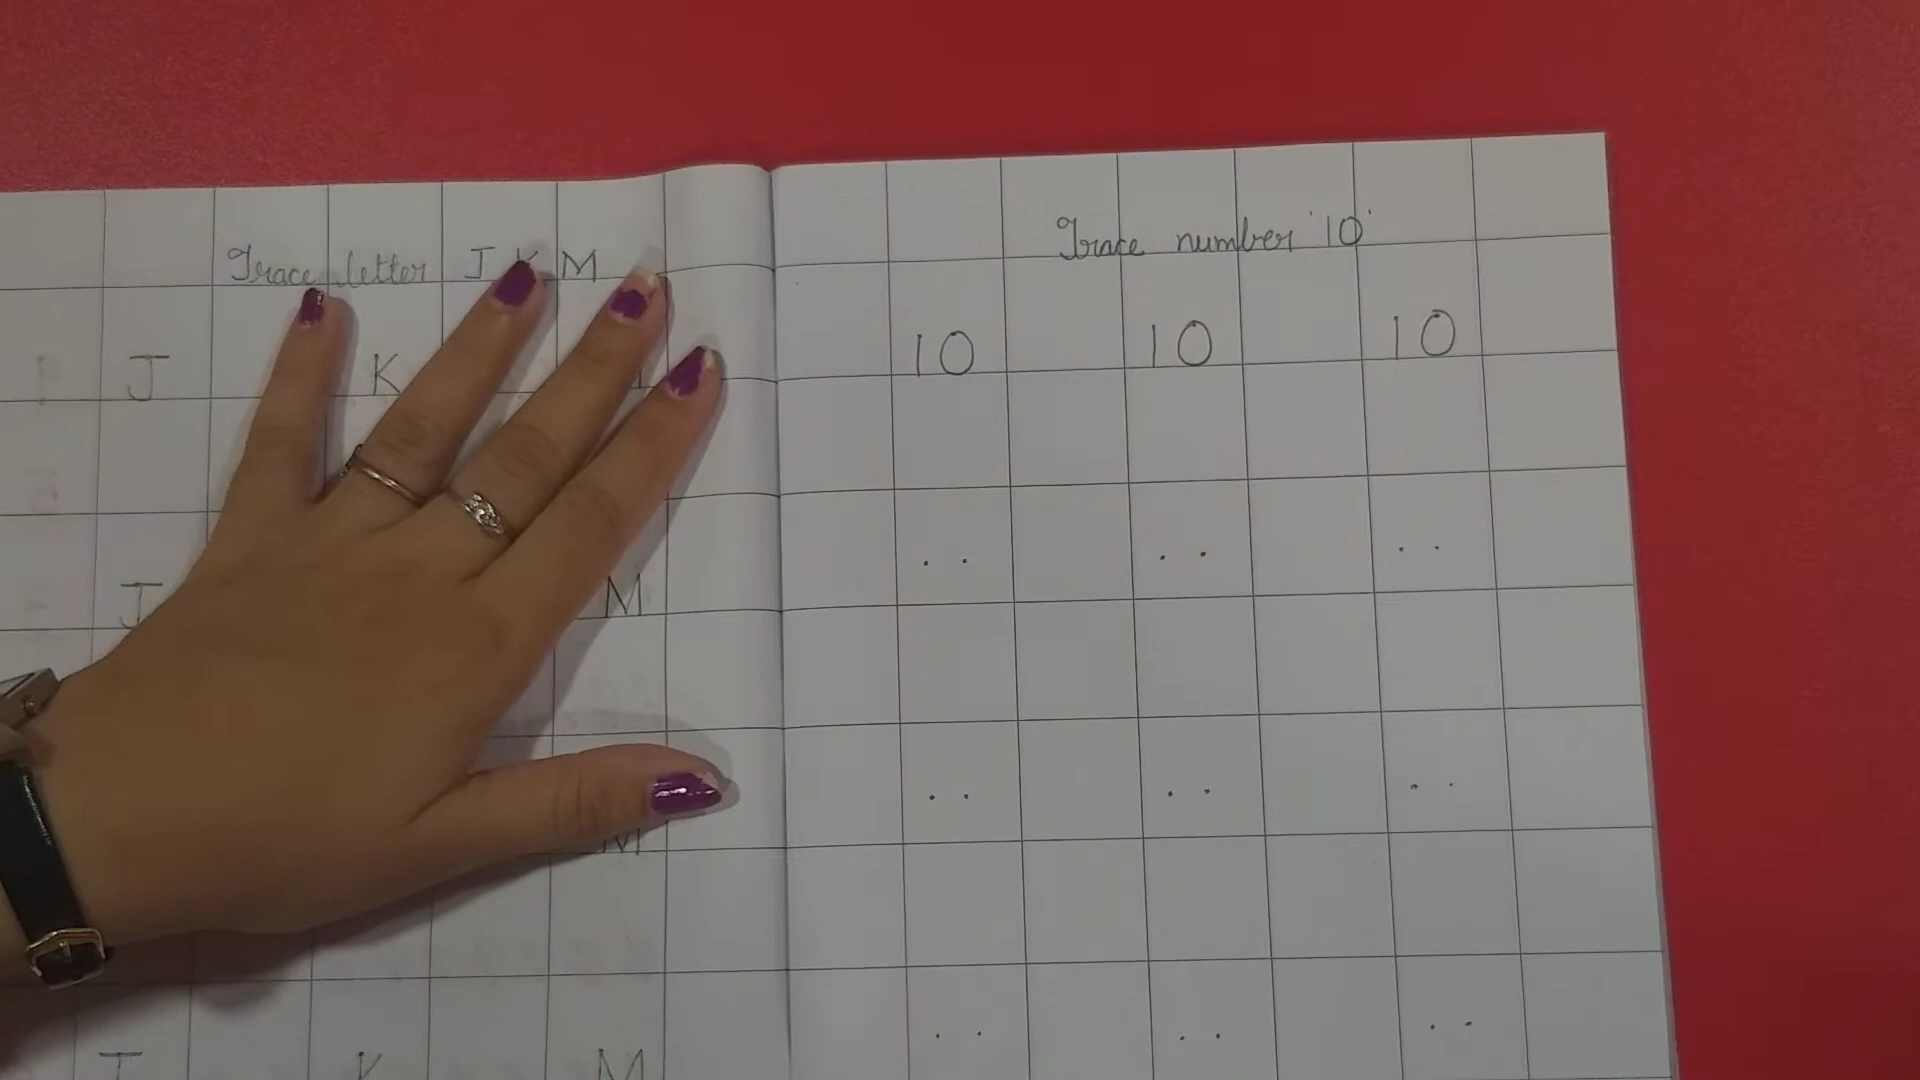 Trace letter J K M
J K
J M
M
J K M
Trace number '10'
10 10 10